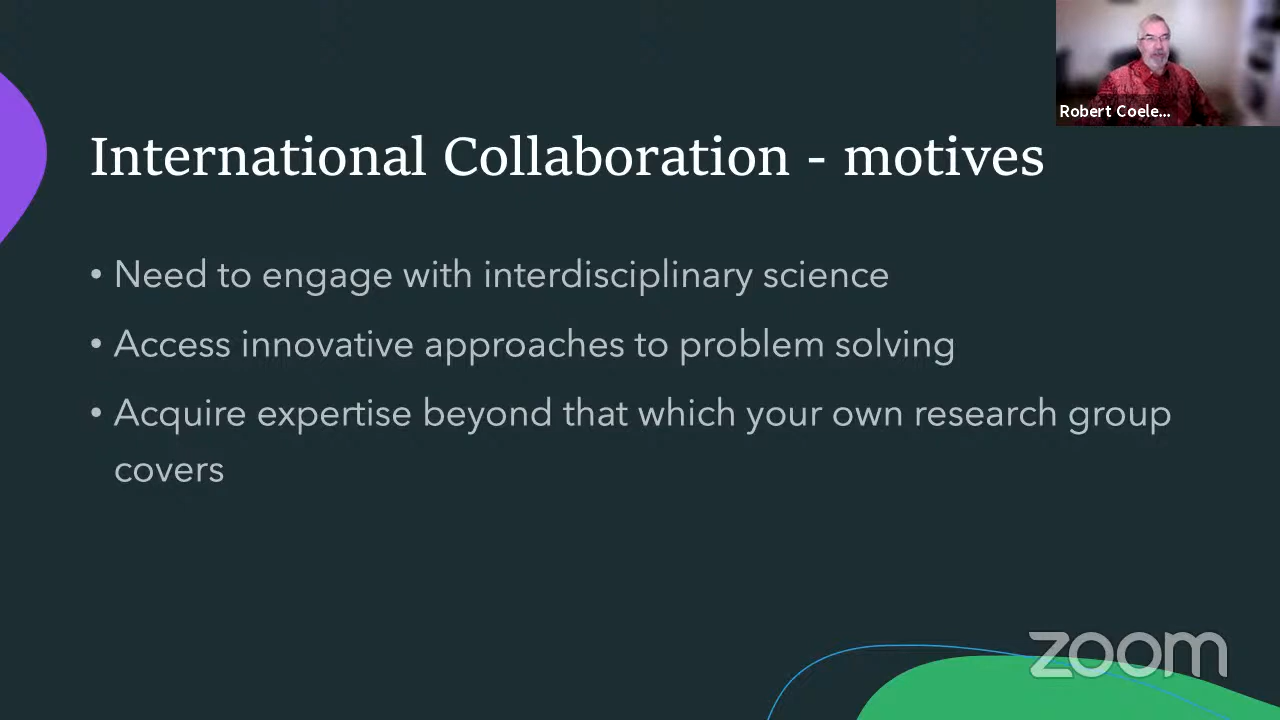 Robert Coele...
International Collaboration - motives
• Need to engage with interdisciplinary science
• Access innovative approaches to problem solving
• Acquire expertise beyond that which your own research group
covers
zoom